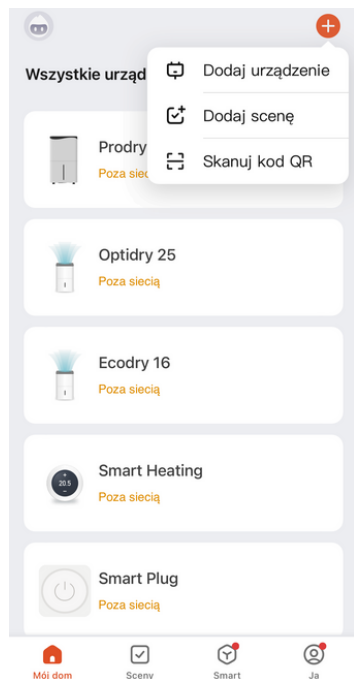 Dodaj urządzenie
Wszystkie urząd
Dodaj scenę
Prodry
Skanuj kod QR
Poza siec
Optidry 25
Poza siecią
Ecodry 16
Poza siecią
20.5
Smart Heating
Poza siecią
Smart Plug
Poza siecią
Mój dom
Sceny
Smart
Ja